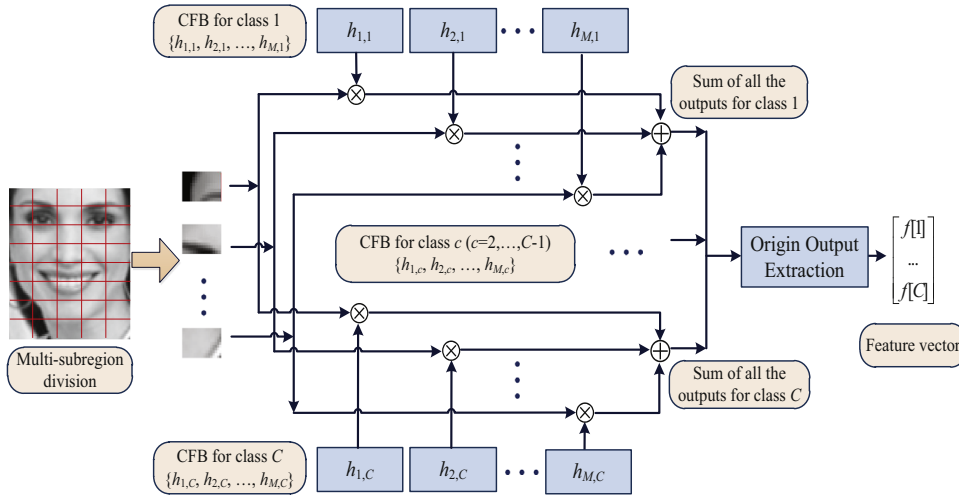 CFB for class 1
{h1,1, h2,1, …, hM,1}
h1,1
h2,1
hM,1
Sum of all the
outputs for class 1
CFB for class c (c=2,…,C-1)
{h1,c, h2,c, …, hM,c}
Origin Output
Extraction
f[1]
...
f[C]
Multi-subregion
division
Feature vector
Sum of all the
outputs for class C
CFB for class C
{h1,C, h2,C, …, hM,C}
h1,C
h2,C
hM,C